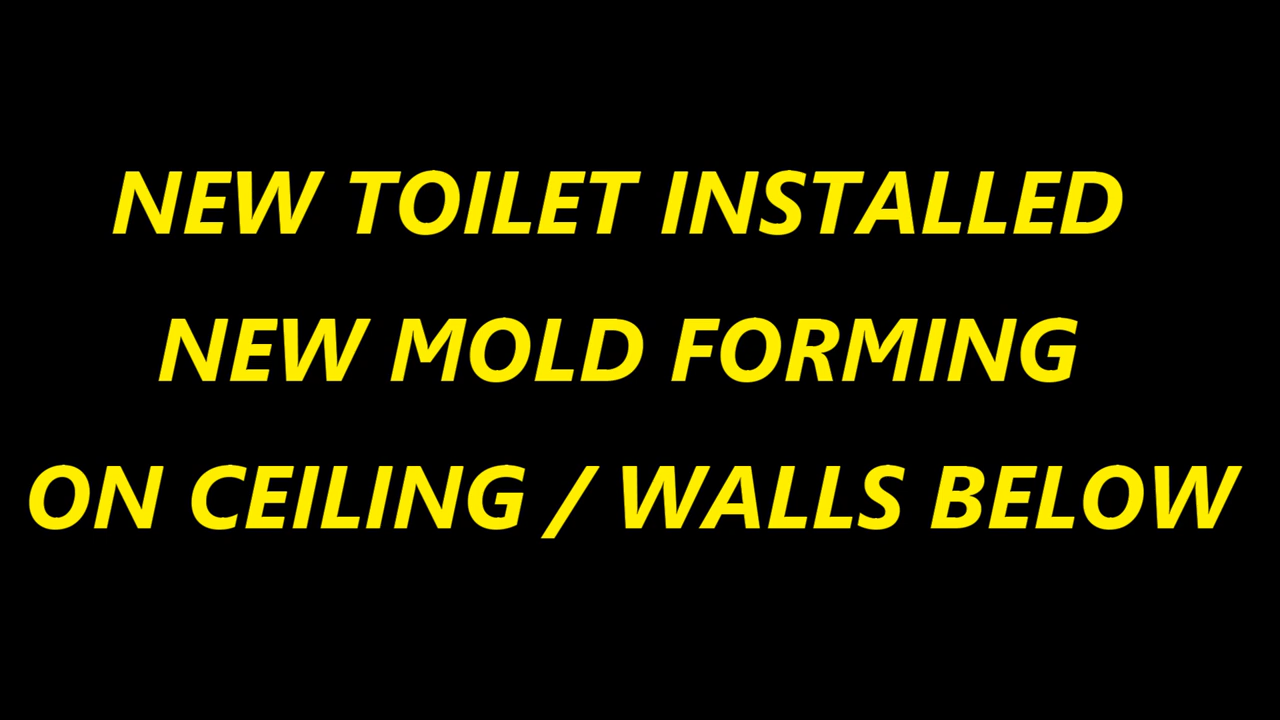 NEW TOILET INSTALLED
NEW MOLD FORMING
ON CEILING / WALLS BELOW